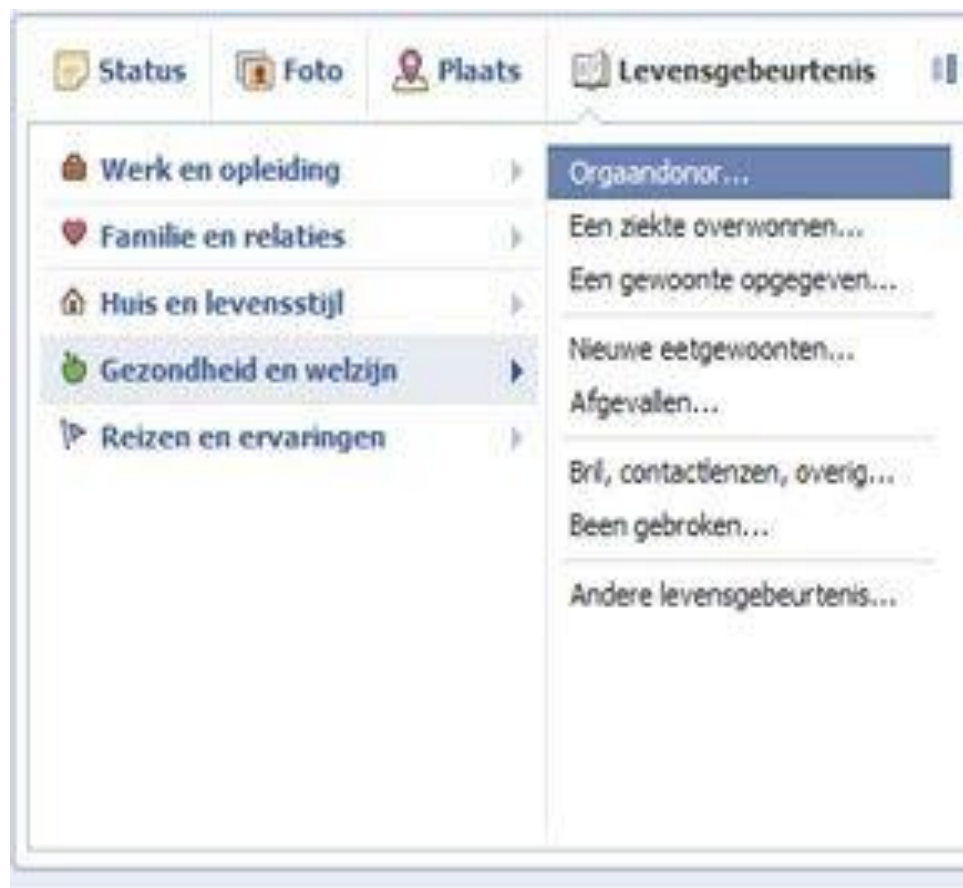 Status Foto Plaats Levensgebeurtenis
Werk en opleiding
Familie en relaties
Huis en levensstijl
Gezondheid en welzijn
Reizen en ervaringen
Orgaandonor...
Een ziekte overwonnen...
Een gewoonte opgegeven...
Nieuwe eetgewoonten...
Afgevallen...
Bril, contactlenzen, overig...
Been gebroken...
Andere levensgebeurtenis...